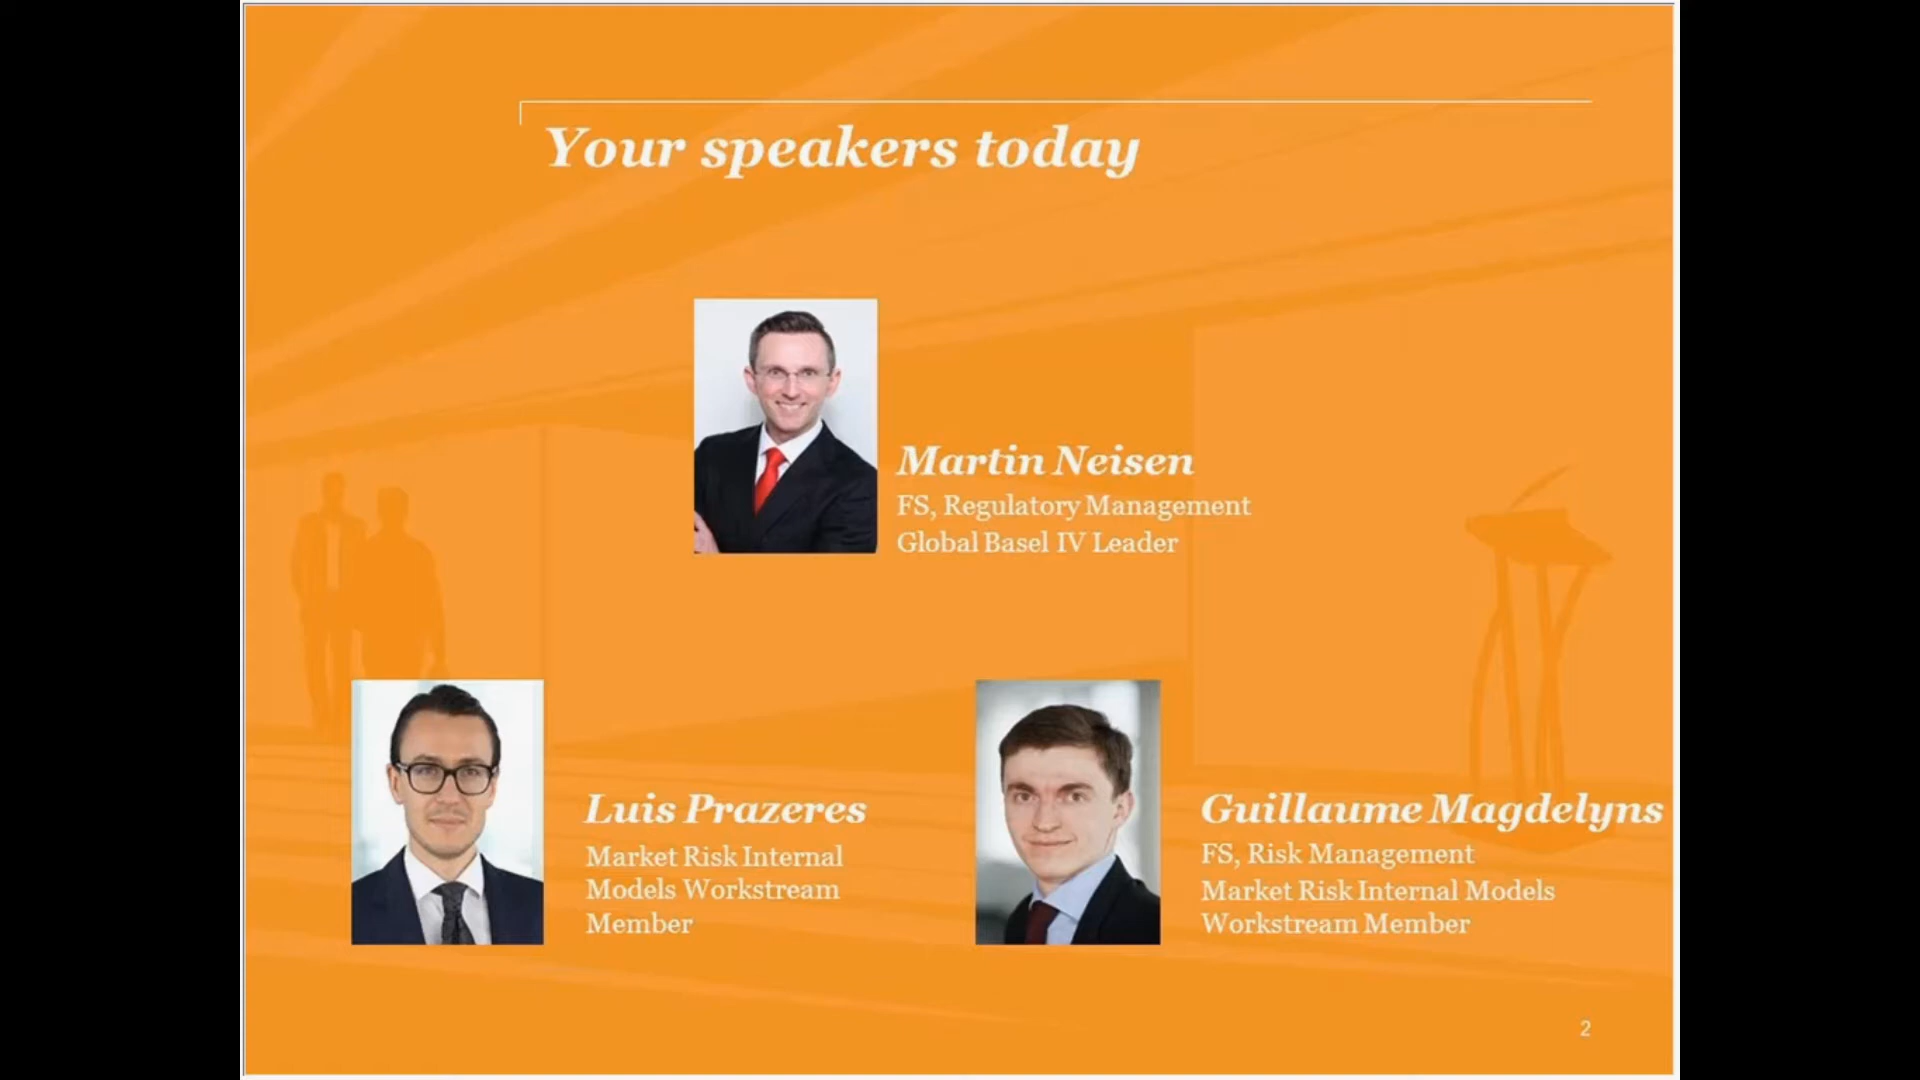 Your speakers today
Martin Neisen
FS, Regulatory Management
Global Basel IV Leader
Luis Prazeres
Market Risk Internal
Models Workstream
Member
Guillaume Magdelyns
FS, Risk Management
Market Risk Internal Models
Workstream Member
2